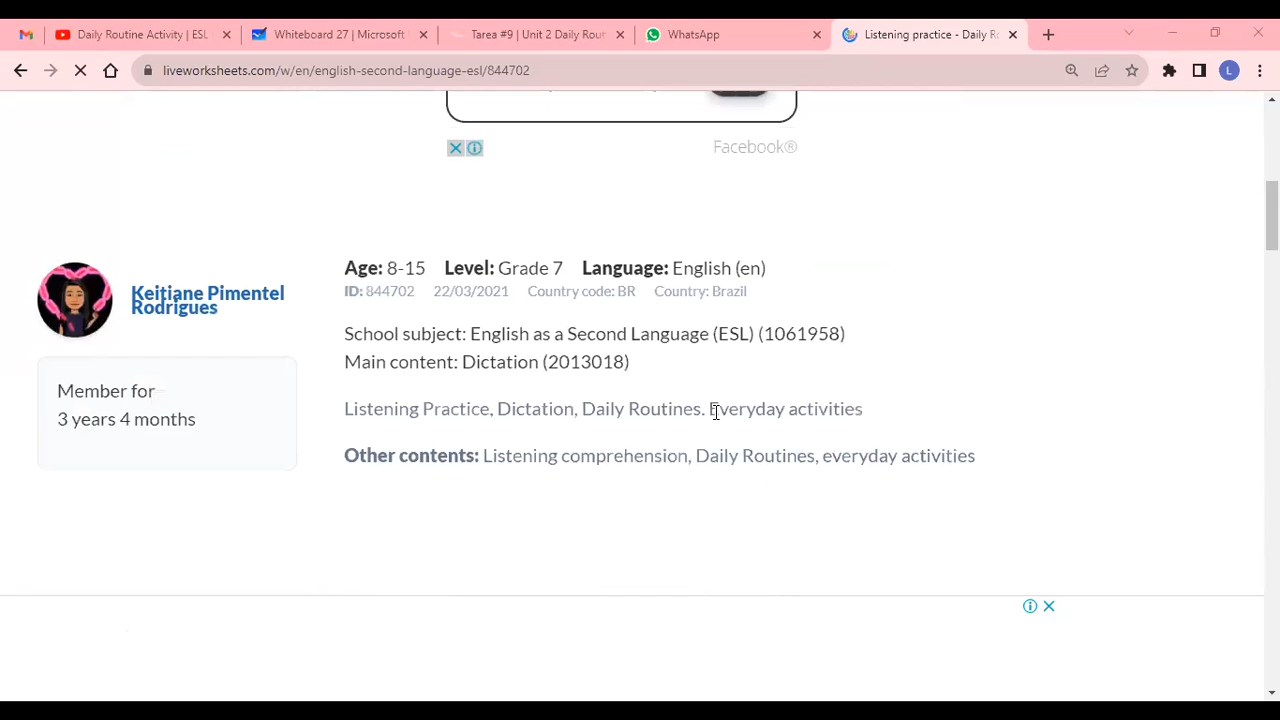 Daily Routine Activity | ESL
Whiteboard 27 | Microsoft
Tarea #9 | Unit 2 Daily Rou
WhatsApp
Listening practice - Daily Ro
liveworksheets.com/w/en/english-second-language-esl/844702
L
Facebook®
Keitiane Pimentel
Rodrigues
Member for
3 years 4 months
Age: 8-15 Level: Grade 7 Language: English (en)
ID: 844702 22/03/2021 Country code: BR Country: Brazil
School subject: English as a Second Language (ESL) (1061958)
Main content: Dictation (2013018)
Listening Practice, Dictation, Daily Routines. Everyday activities
Other contents: Listening comprehension, Daily Routines, everyday activities